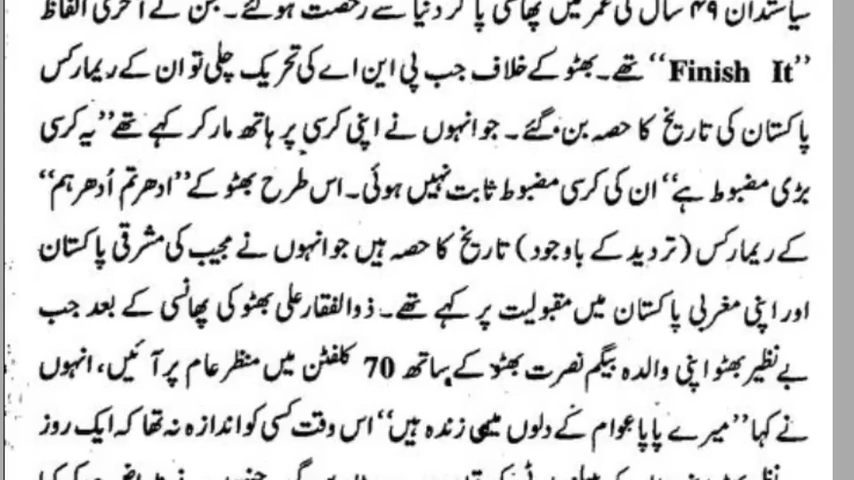 سیاستدان ۴۹ سال کی عمر میں پھانسی پا کر دنیا سے رخصت ہو گئے۔ جن کے آخری الفاظ
”Finish It“ تھے۔ بھٹو کے خلاف جب پی این اے کی تحریک چلی تو ان کے ریمارکس
پاکستان کی تاریخ کا حصہ بن گئے۔ جو انہوں نے اپنی کرسی پر ہاتھ مار کر کہے تھے ”یہ کرسی
بڑی مضبوط ہے“ ان کی کرسی مضبوط ثابت نہیں ہوئی۔ اس طرح بھٹو کے ”ادھر تم اُدھر ہم“
کے ریمارکس (تردید کے باوجود) تاریخ کا حصہ ہیں جو انہوں نے مجیب کی مشرقی پاکستان
اور اپنی مغربی پاکستان میں مقبولیت پر کہے تھے۔ ذوالفقار علی بھٹو کی پھانسی کے بعد جب
بے نظیر بھٹو اپنی والدہ بیگم نصرت بھٹو کے ساتھ 70 کلفٹن میں منظر عام پر آئیں، انہوں
نے کہا ”میرے پاپا عوام کے دلوں میں زندہ ہیں“ اس وقت کسی کو اندازہ نہ تھا کہ ایک روز